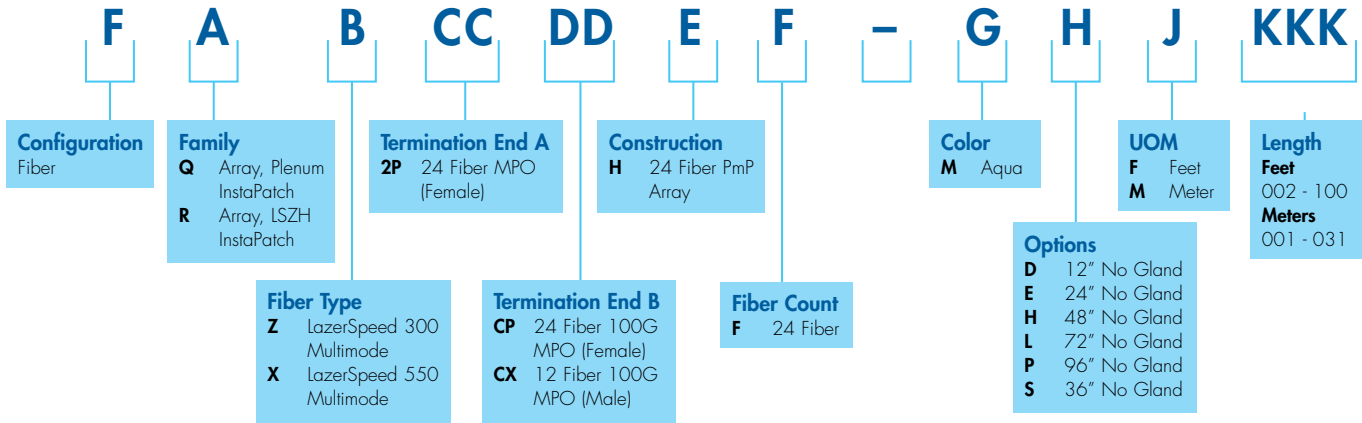 F A B CC DD E F – G H J KKK
Configuration
Fiber
Family
Q Array, Plenum
InstaPatch
R Array, LSZH
InstaPatch
Termination End A
2P 24 Fiber MPO
(Female)
Construction
H 24 Fiber PmP
Array
Color
M Aqua
UOM
F Feet
M Meter
Length
Feet
002 - 100
Meters
001 - 031
Fiber Type
Z LazerSpeed 300
Multimode
X LazerSpeed 550
Multimode
Termination End B
CP 24 Fiber 100G
MPO (Female)
CX 12 Fiber 100G
MPO (Male)
Fiber Count
F 24 Fiber
Options
D 12” No Gland
E 24” No Gland
H 48” No Gland
L 72” No Gland
P 96” No Gland
S 36” No Gland